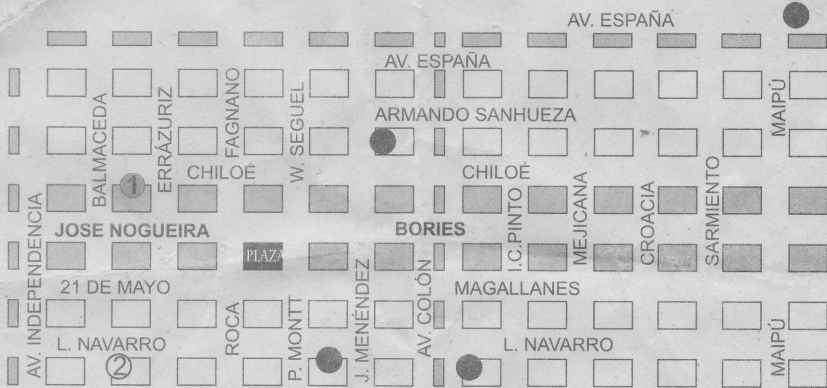 AV. ESPAÑA
AV. ESPAÑA
ARMANDO SANHUEZA
CHILOÉ
CHILOÉ
JOSE NOGUEIRA
BORIES
PLAZA
21 DE MAYO
MAGALLANES
L. NAVARRO
L. NAVARRO
AV. INDEPENDENCIA
BALMACEDA
ERRÁZURIZ
FAGNANO
ROCA
W. SEGUEL
P. MONTT
J. MENÉNDEZ
AV. COLÓN
I.C.PINTO
MEJICANA
CROACIA
SARMIENTO
MAIPÚ
MAIPÚ
1
2